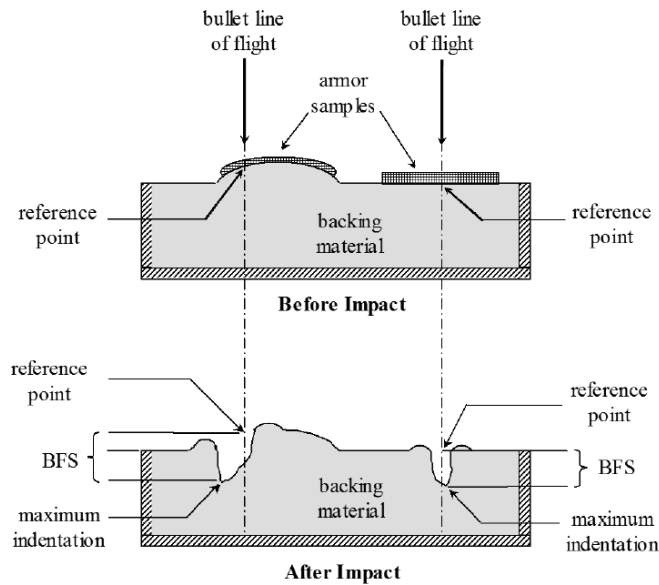 bullet line
of flight
bullet line
of flight
armor
samples
reference
point
backing
material
reference
point
Before Impact
reference
point
reference
point
BFS
BFS
backing
material
maximum
indentation
maximum
indentation
After Impact